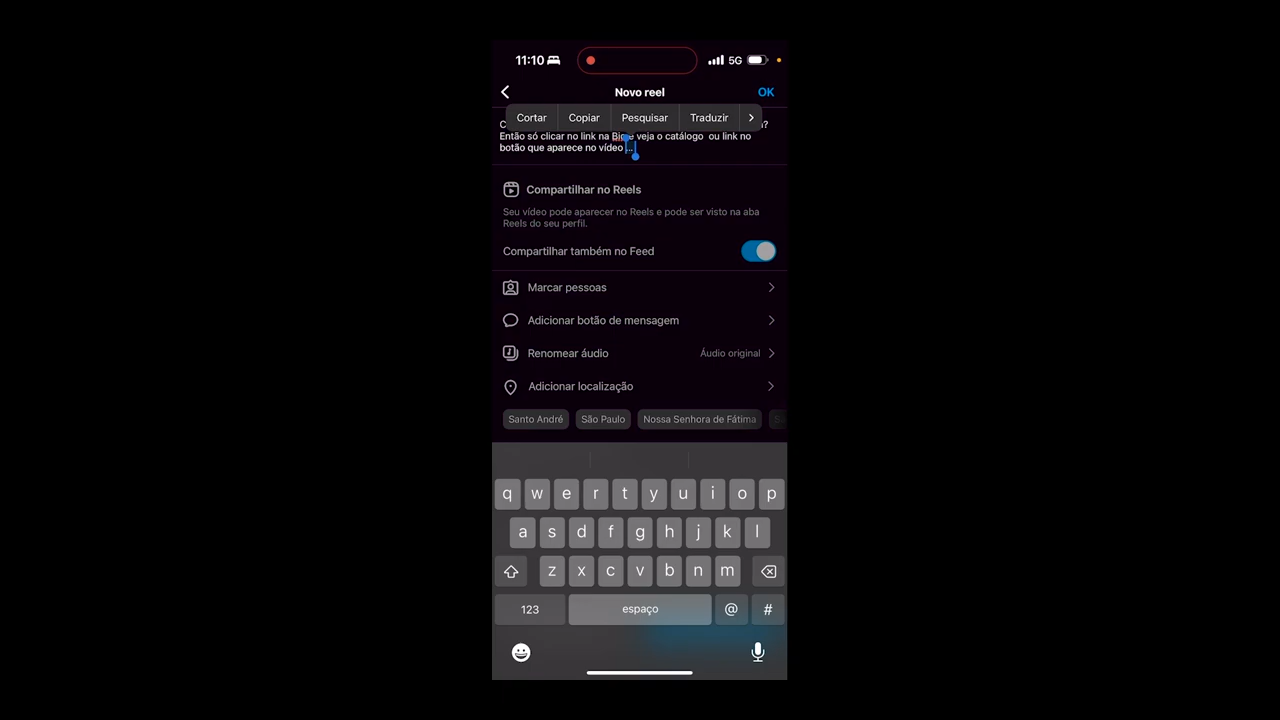 11:10
5G
Novo reel
OK
Cortar
Copiar
Pesquisar
Traduzir
C
?
Então só clicar no link na Bio e veja o catálogo ou link no
botão que aparece no vídeo ...
Compartilhar no Reels
Seu vídeo pode aparecer no Reels e pode ser visto na aba
Reels do seu perfil.
Compartilhar também no Feed
Marcar pessoas
Adicionar botão de mensagem
Renomear áudio
Áudio original
Adicionar localização
Santo André
São Paulo
Nossa Senhora de Fátima
q w e r t y u i o p
a s d f g h j k l
z x c v b n m
123
espaço
@
#